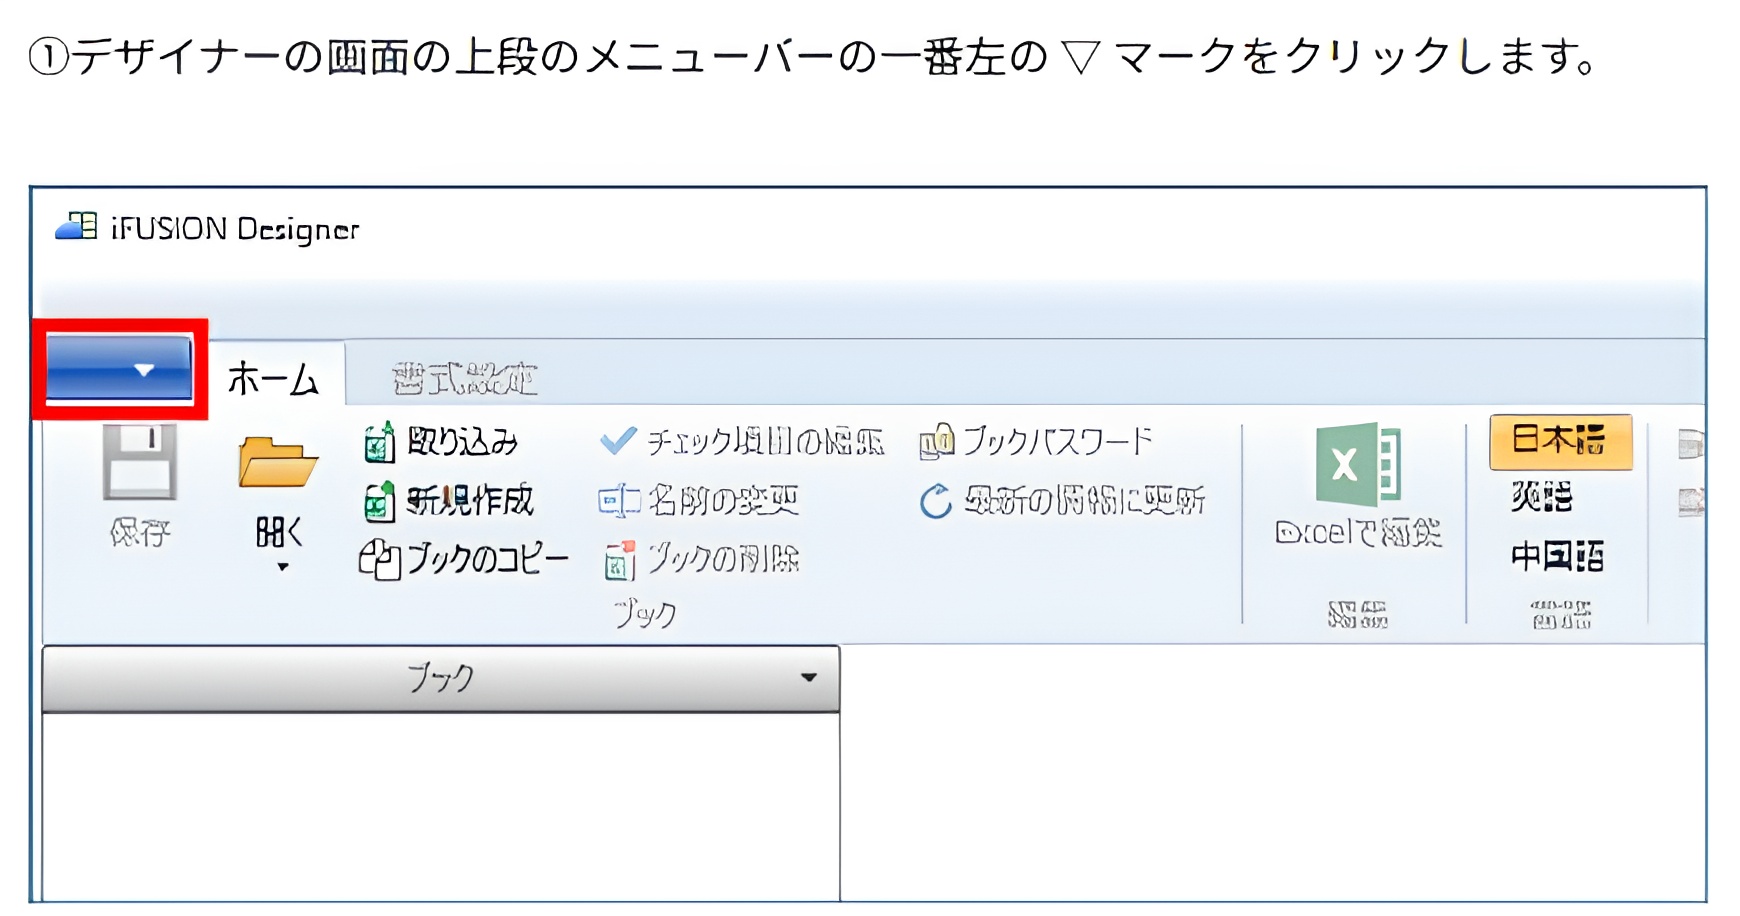 ①デザイナーの画面の上段のメニューバーの一番左の ▽ マークをクリックします。
iFUSION Designer
ホーム 書式設定
取り込み チェック項目の編集 ブックパスワード 日本語
新規作成 名前の変更 最新の情報に更新 英語
保存 開く Excelで
ブックのコピー ブックの削除 中国語
ブック
ブック